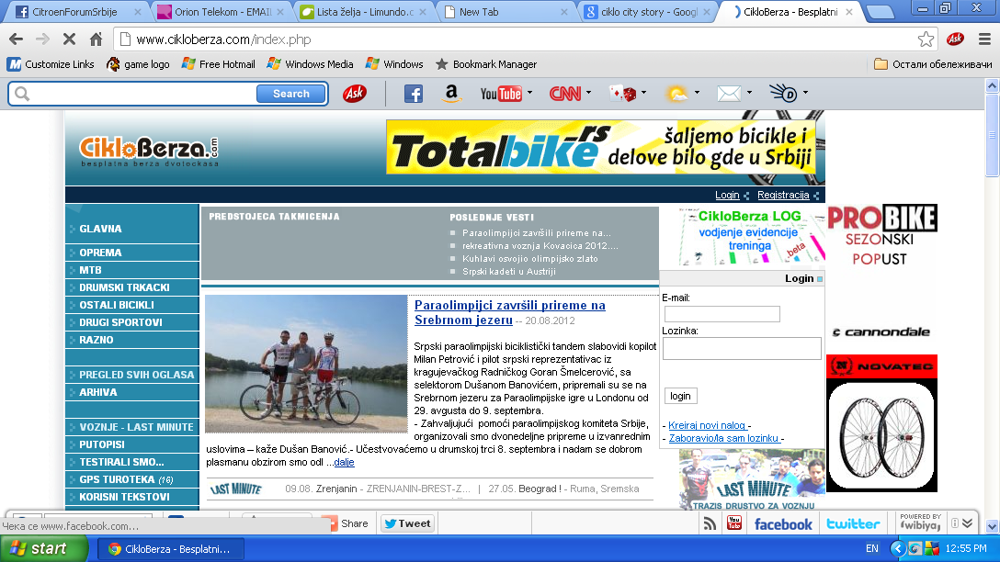 CitroenForumSrbije
Orion Telekom - EMAIL
Lista želja - Limundo.c
New Tab
ciklo city story - Googl
CikloBerza - Besplatni
www.cikloberza.com/index.php
Ask
Customize Links
game logo
Free Hotmail
Windows Media
Windows
Bookmark Manager
Остали обележивачи
Search
Ask
a
YouTube
CNN
D
CikloBerza.com
besplatna berza dvolockasa
Totalbike.rs
šaljemo bicikle i
delove bilo gde u Srbiji
Login
Registracija
GLAVNA
OPREMA
MTB
DRUMSKI TRKACKI
OSTALI BICIKLI
DRUGI SPORTOVI
RAZNO
PREGLED SVIH OGLASA
ARHIVA
VOZNJE - LAST MINUTE
PUTOPISI
TESTIRALI SMO...
GPS TUROTEKA (16)
KORISNI TEKSTOVI
PREDSTOJECA TAKMICENJA
POSLEDNJE VESTI
Paraolimpijci završili prireme na...
rekreativna voznja Kovacica 2012....
Kuhlavi osvojio olimpijsko zlato
Srpski kadeti u Austriji
Paraolimpijci završili prireme na
Srebrnom jezeru -- 20.08.2012
Srpski paraolimpijski biciklistički tandem slabovidi kopilot
Milan Petrović i pilot srpski reprezentativac iz
kragujevačkog Radničkog Goran Šmelcerović, sa
selektorom Dušanom Banovićem, pripremali su se na
Srebrnom jezeru za Paraolimpijske igre u Londonu od
29. avgusta do 9. septembra.
- Zahvaljujući pomoći paraolimpijskog komiteta Srbije,
organizovali smo dvonedeljne pripreme u izvanrednim
uslovima – kaže Dušan Banović.- Učestvovaćemo u drumskoj trci 8. septembra i nadam se dobrom
plasmanu obzirom smo odl ...dalje
LAST MINUTE
09.08. Zrenjanin - ZRENJANIN-BREST-Z... | 27.05. Beograd ! - Ruma, Sremska
CikloBerza LOG
vodjenje evidencije
treninga
.beta
Login
E-mail:
Lozinka:
login
- Kreiraj novi nalog -
- Zaboravio/la sam lozinku -
LAST MINUTE
TRAZIS DRUSTVO ZA VOZNJU
PROBIKE
SEZONSKI
POPUST
cannondale
N NOVATEC
Чека се www.facebook.com...
Share
Tweet
You Tube
facebook
twitter
POWERED BY
wibiya
start
CikloBerza - Besplatni...
EN
12:55 PM